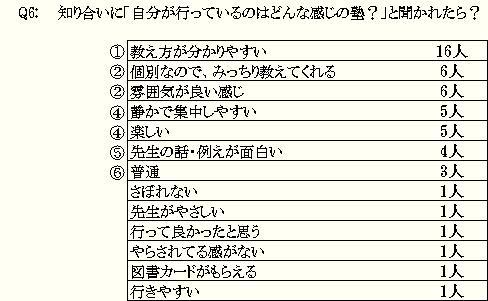 Q6: 知り合いに「自分が行っているのはどんな感じの塾？」と聞かれたら？
① 教え方が分かりやすい 16人
② 個別なので、みっちり教えてくれる 6人
② 雰囲気が良い感じ 6人
④ 静かで集中しやすい 5人
④ 楽しい 5人
⑤ 先生の話・例えが面白い 4人
⑥ 普通 3人
さぼれない 1人
先生がやさしい 1人
行って良かったと思う 1人
やらされてる感がない 1人
図書カードがもらえる 1人
行きやすい 1人